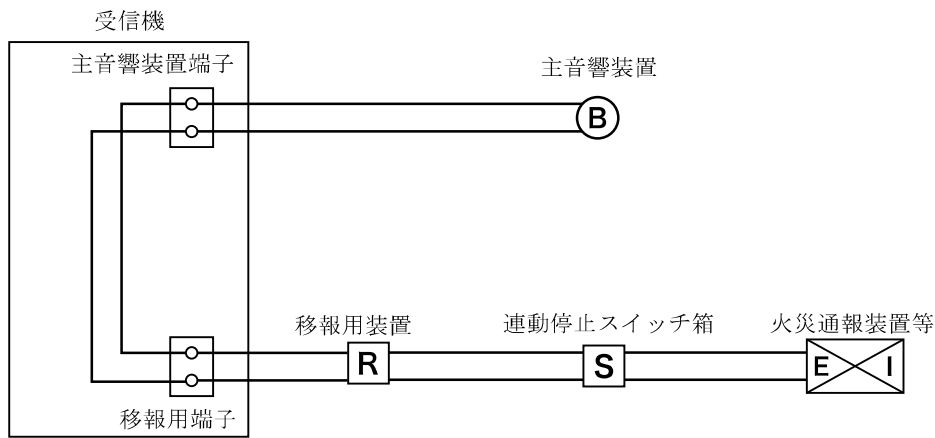 受信機
主音響装置端子
主音響装置
B
移報用装置
連動停止スイッチ箱
火災通報装置等
R
S
E I
移報用端子